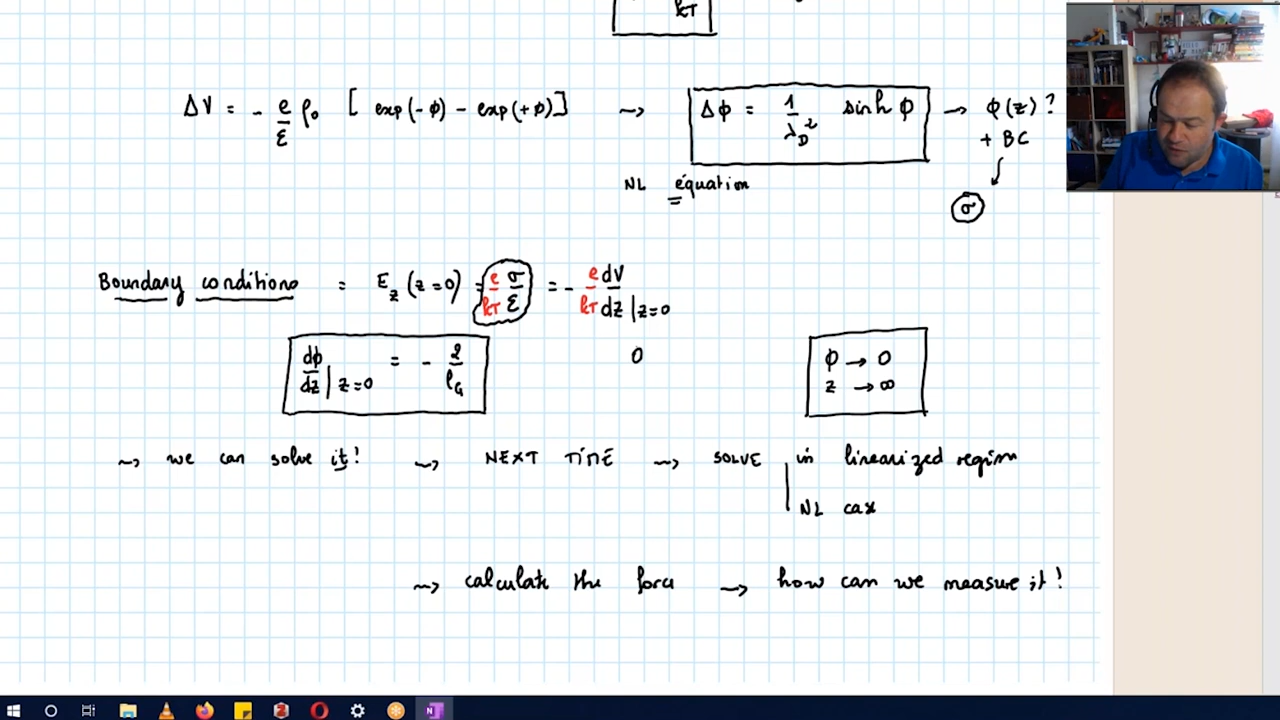 kT
ΔV = - e/ε ρ₀ [ exp(-ϕ) - exp(+ϕ) ] ⇝ Δϕ = 1/λ_D² sinh ϕ → ϕ(z)?
+ BC
NL equation
σ
Boundary conditions = E_z (z=0) = e/kT σ/ε = - e/kT dV/dz |z=0
dϕ/dz |z=0 = - 2/ℓ_G
0
ϕ → 0
z → ∞
⇝ we can solve it! ⇝ NEXT TIME ⇝ SOLVE in linearized regim
NL case
⇝ calculate the force ⇝ how can we measure it!